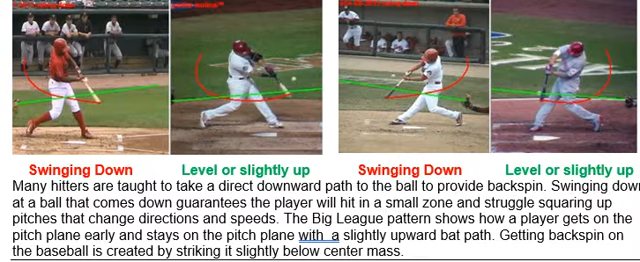 Swinging Down
Level or slightly up
Swinging Down
Level or slightly up
Many hitters are taught to take a direct downward path to the ball to provide backspin. Swinging down
at a ball that comes down guarantees the player will hit in a small zone and struggle squaring up
pitches that change directions and speeds. The Big League pattern shows how a player gets on the
pitch plane early and stays on the pitch plane with a slightly upward bat path. Getting backspin on
the baseball is created by striking it slightly below center mass.